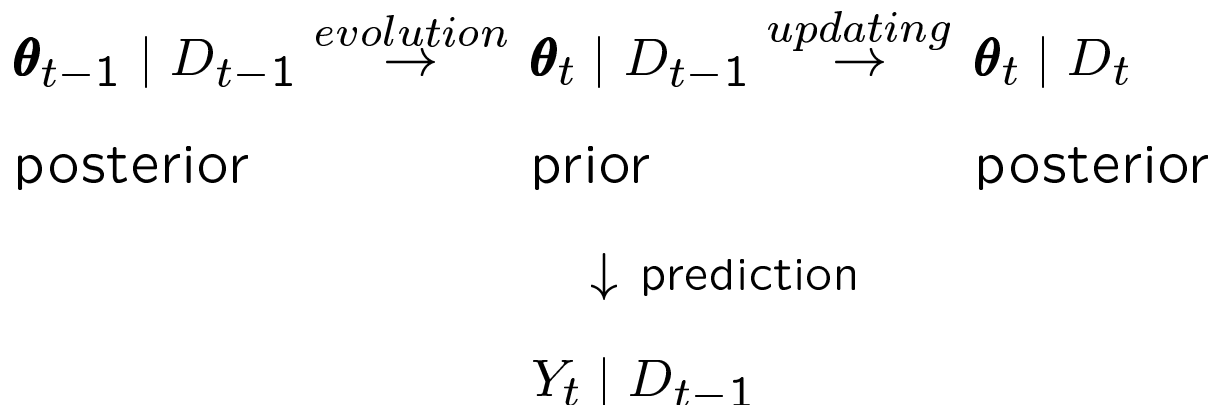 θ_{t−1} | D_{t−1} evolution → θ_t | D_{t−1} updating → θ_t | D_t
posterior prior posterior
↓ prediction
Y_t | D_{t−1}